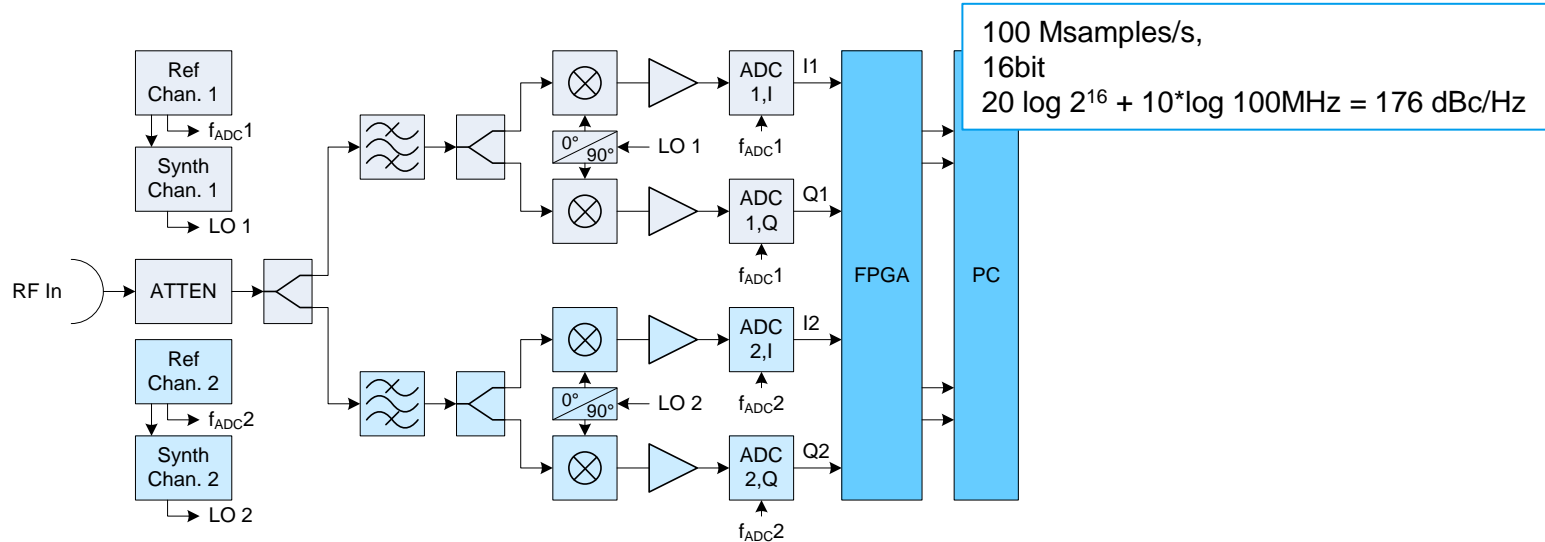 100 Msamples/s,
16bit
20 log 2¹⁶ + 10*log 100MHz = 176 dBc/Hz
Ref
Chan. 1
fADC1
Synth
Chan. 1
LO 1
RF In
ATTEN
Ref
Chan. 2
fADC2
Synth
Chan. 2
LO 2
0°
90°
LO 1
ADC
1,I
I1
fADC1
ADC
1,Q
Q1
fADC1
0°
90°
LO 2
ADC
2,I
I2
fADC2
ADC
2,Q
Q2
fADC2
FPGA
PC